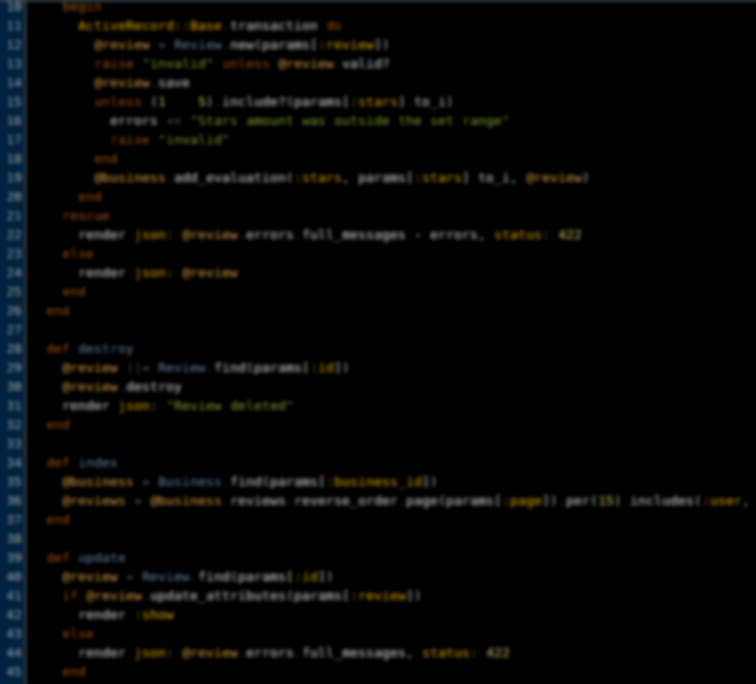 10 begin
11 ActiveRecord::Base.transaction do
12 @review = Review.new(params[:review])
13 raise "invalid" unless @review.valid?
14 @review.save
15 unless (1 .. 5).include?(params[:stars].to_i)
16 errors << "Stars amount was outside the set range"
17 raise "invalid"
18 end
19 @business.add_evaluation(:stars, params[:stars].to_i, @review)
20 end
21 rescue
22 render json: @review.errors.full_messages + errors, status: 422
23 else
24 render json: @review
25 end
26 end
27
28 def destroy
29 @review ||= Review.find(params[:id])
30 @review.destroy
31 render json: "Review deleted"
32 end
33
34 def index
35 @business = Business.find(params[:business_id])
36 @reviews = @business.reviews.reverse_order.page(params[:page]).per(15).includes(:user,
37 end
38
39 def update
40 @review = Review.find(params[:id])
41 if @review.update_attributes(params[:review])
42 render :show
43 else
44 render json: @review.errors.full_messages, status: 422
45 end